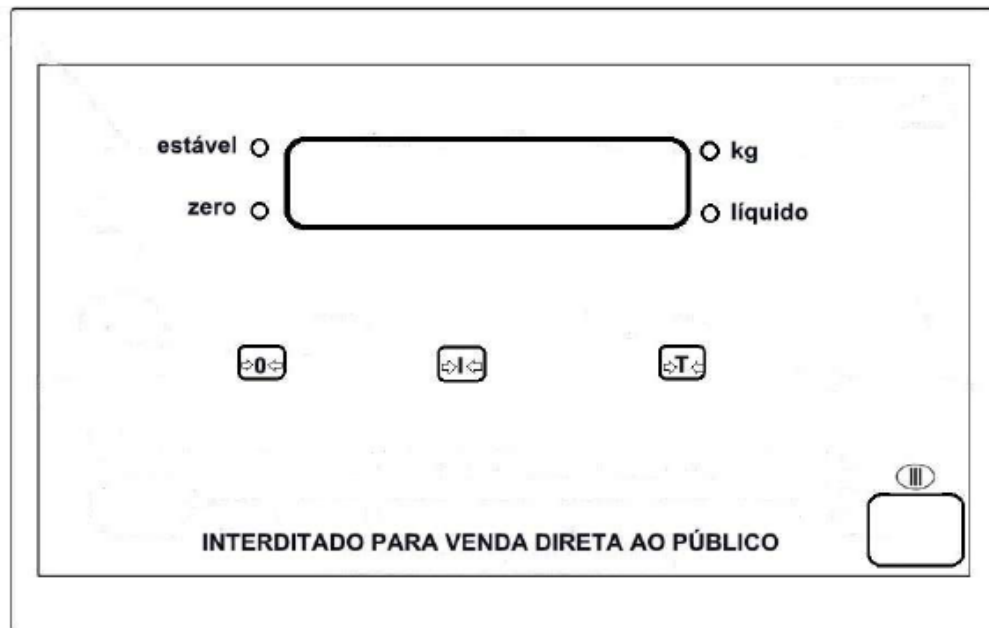 estável
kg
zero
líquido
⇨0⇦
⇨I⇦
⇨T⇦
III
INTERDITADO PARA VENDA DIRETA AO PÚBLICO